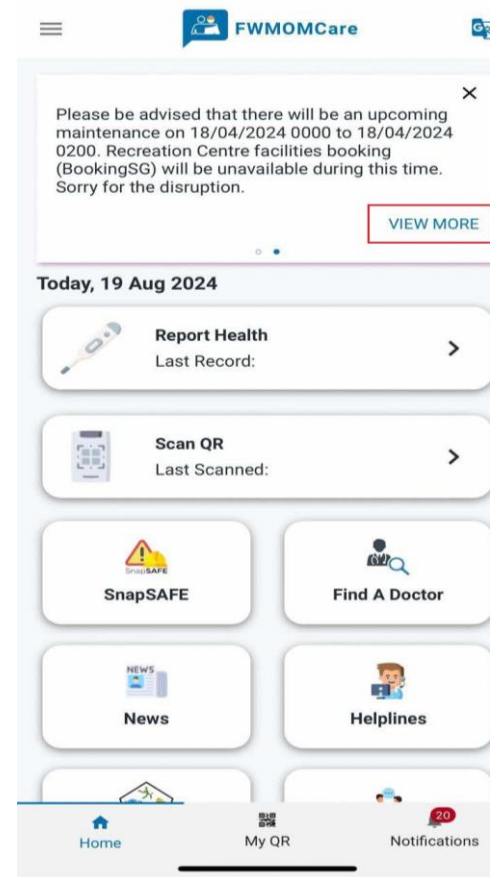 FWMOMCare
Please be advised that there will be an upcoming
maintenance on 18/04/2024 0000 to 18/04/2024
0200. Recreation Centre facilities booking
(BookingSG) will be unavailable during this time.
Sorry for the disruption.
VIEW MORE
Today, 19 Aug 2024
Report Health
Last Record:
Scan QR
Last Scanned:
SnapSAFE
SnapSAFE
Find A Doctor
NEWS
News
Helplines
20
Home
My QR
Notifications